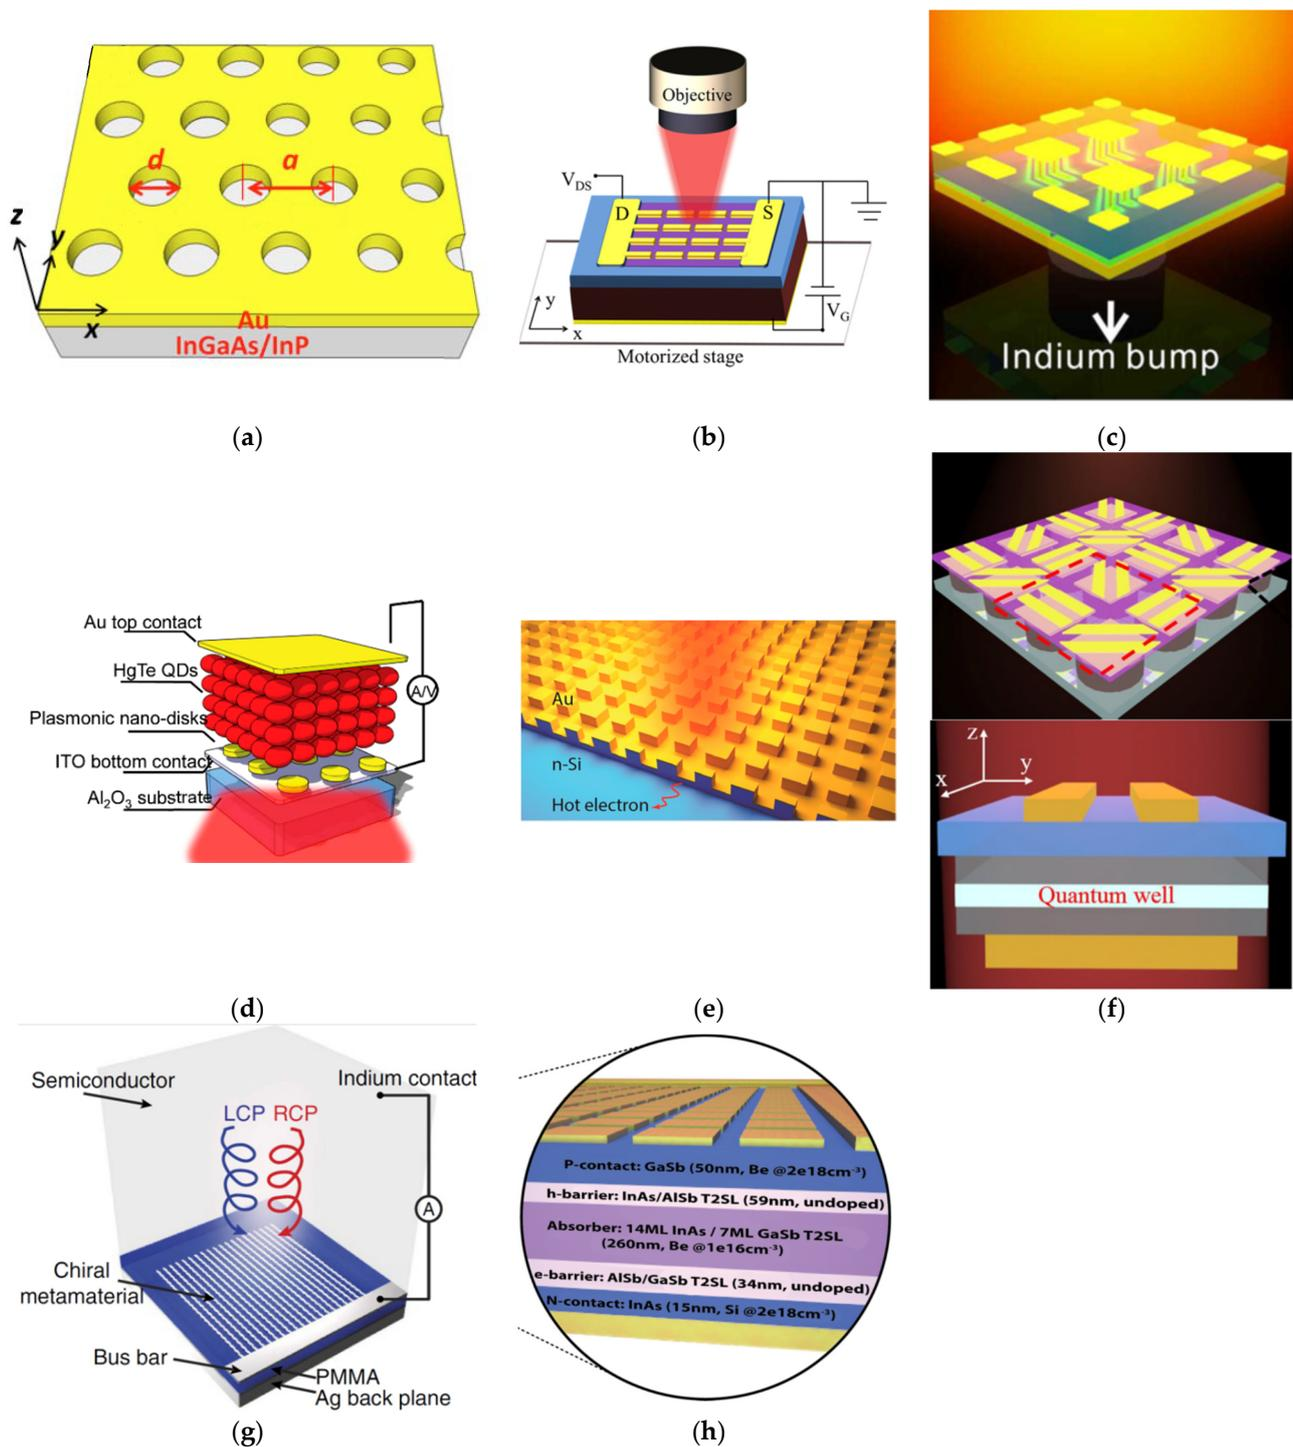 d
a
z
y
x
Au
InGaAs/InP
(a)
Objective
V_DS
D
S
V_G
y
x
Motorized stage
(b)
Indium bump
(c)
Au top contact
HgTe QDs
Plasmonic nano-disks
ITO bottom contact
Al₂O₃ substrate
A/V
(d)
Au
n-Si
Hot electron
(e)
z
x
y
Quantum well
(f)
Semiconductor
Indium contact
LCP RCP
A
Chiral
metamaterial
Bus bar
PMMA
Ag back plane
(g)
P-contact: GaSb (50nm, Be @2e18cm⁻³)
h-barrier: InAs/AlSb T2SL (59nm, undoped)
Absorber: 14ML InAs / 7ML GaSb T2SL
(260nm, Be @1e16cm⁻³)
e-barrier: AlSb/GaSb T2SL (34nm, undoped)
N-contact: InAs (15nm, Si @2e18cm⁻³)
(h)